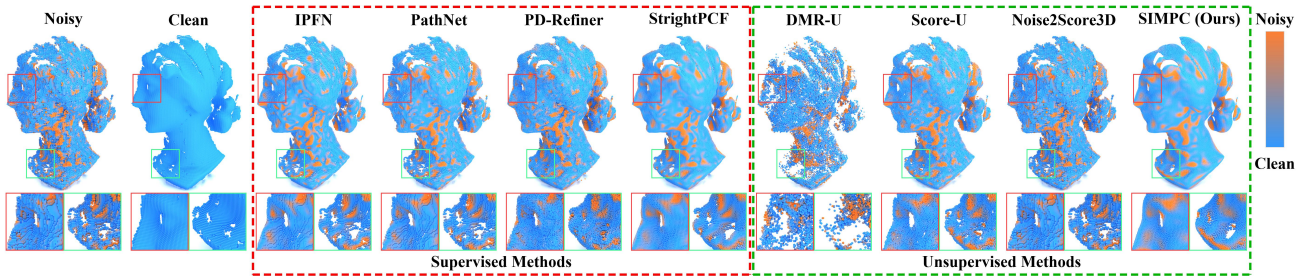 Noisy
Clean
IPFN
PathNet
PD-Refiner
StrightPCF
DMR-U
Score-U
Noise2Score3D
SIMPC (Ours)
Noisy
Clean
Supervised Methods
Unsupervised Methods